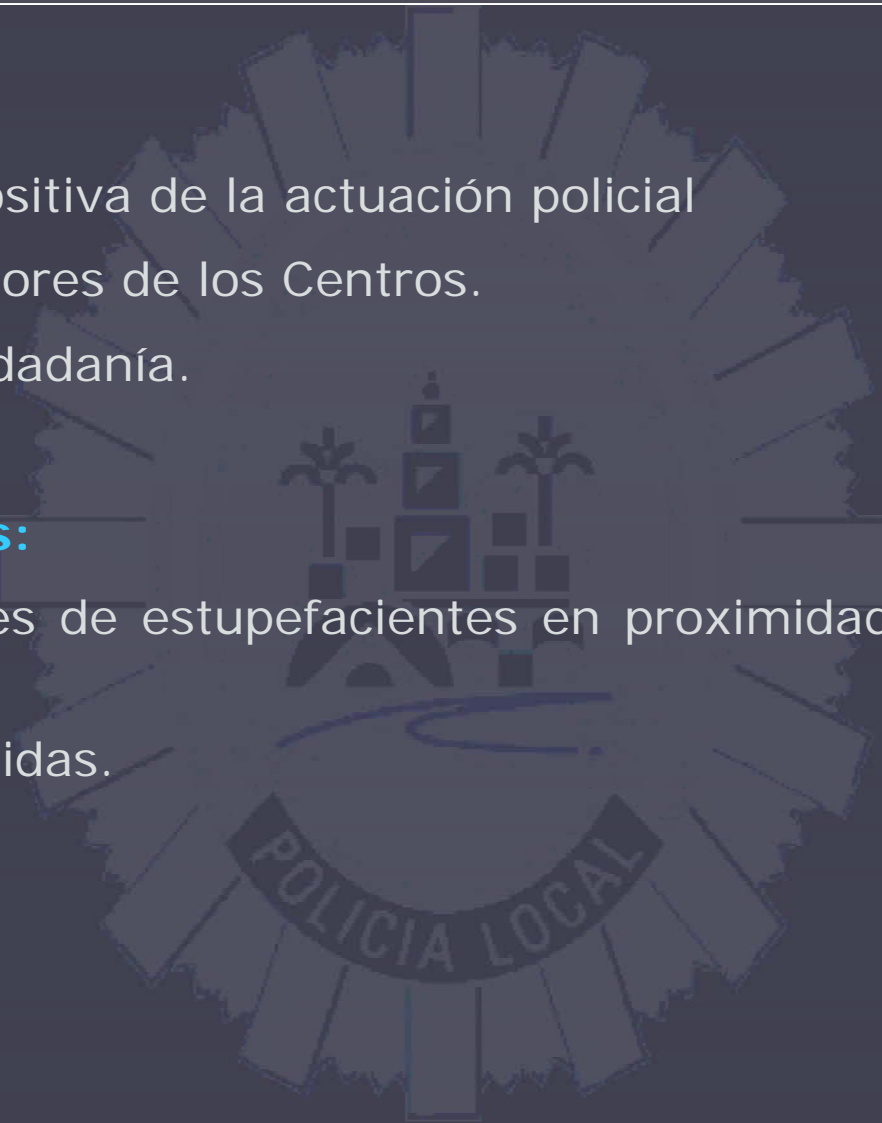 ositiva de la actuación policial
ores de los Centros.
dadanía.
s:
es de estupefacientes en proximidad
idas.
POLICIA LOCAL